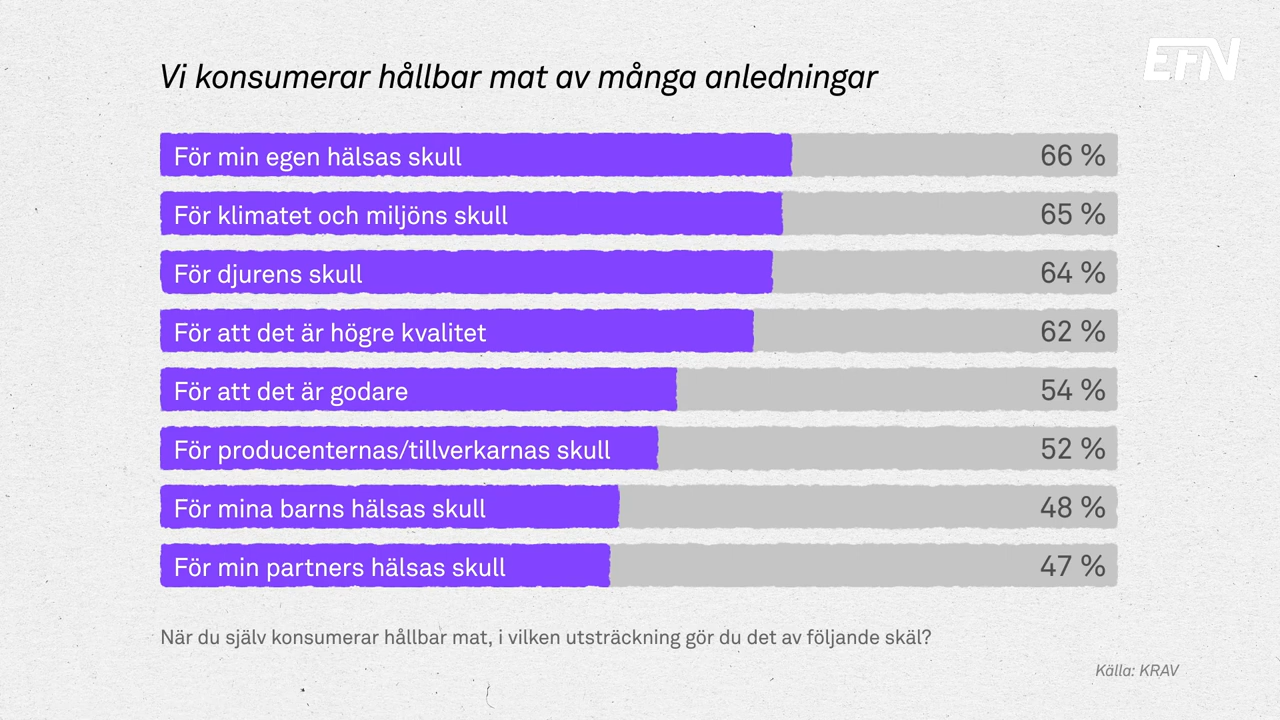 EFN
Vi konsumerar hållbar mat av många anledningar
För min egen hälsas skull 66 %
För klimatet och miljöns skull 65 %
För djurens skull 64 %
För att det är högre kvalitet 62 %
För att det är godare 54 %
För producenternas/tillverkarnas skull 52 %
För mina barns hälsas skull 48 %
För min partners hälsas skull 47 %
När du själv konsumerar hållbar mat, i vilken utsträckning gör du det av följande skäl?
Källa: KRAV